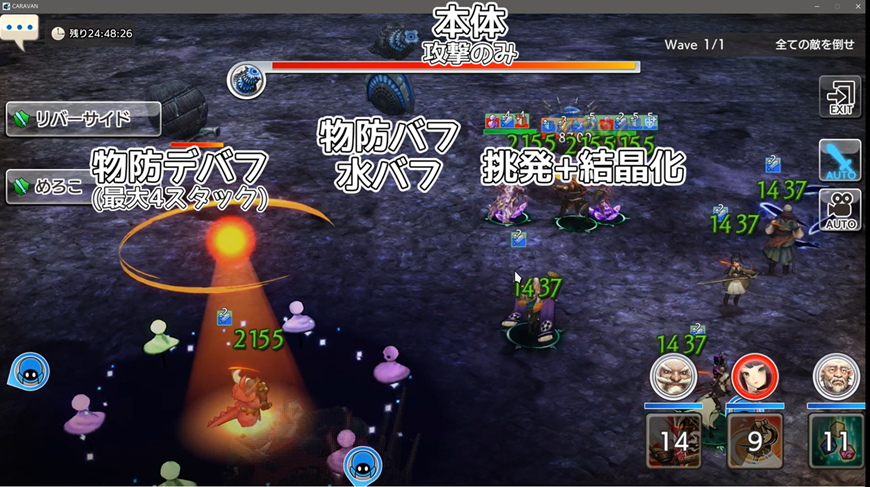 CARAVAN
残り24:48:26
本体
攻撃のみ
Wave 1/1
全ての敵を倒せ
EXIT
リバーサイド
めろこ
物防デバフ
(最大4スタック)
物防バフ
水バフ
挑発+結晶化
AUTO
AUTO
2155
2155
1437
1437
1437
2155
1437
14
9
11